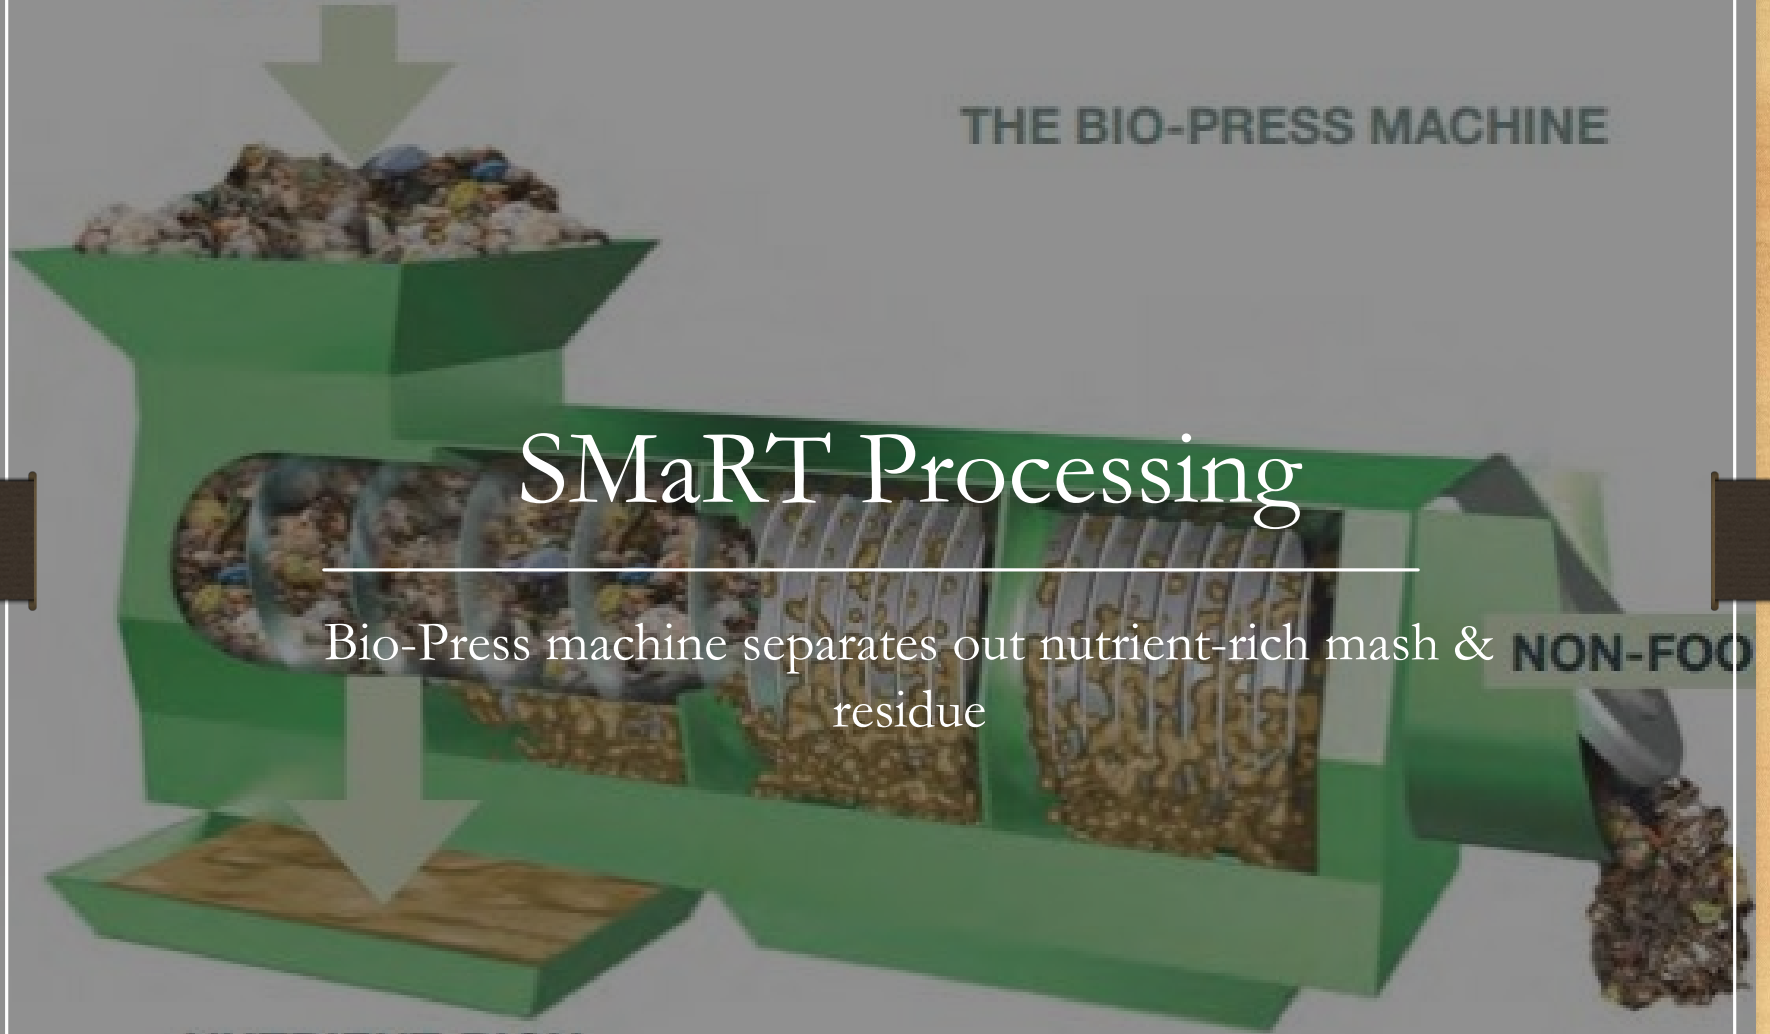 THE BIO-PRESS MACHINE
SMaRT Processing
Bio-Press machine separates out nutrient-rich mash &
residue
NON-FOO